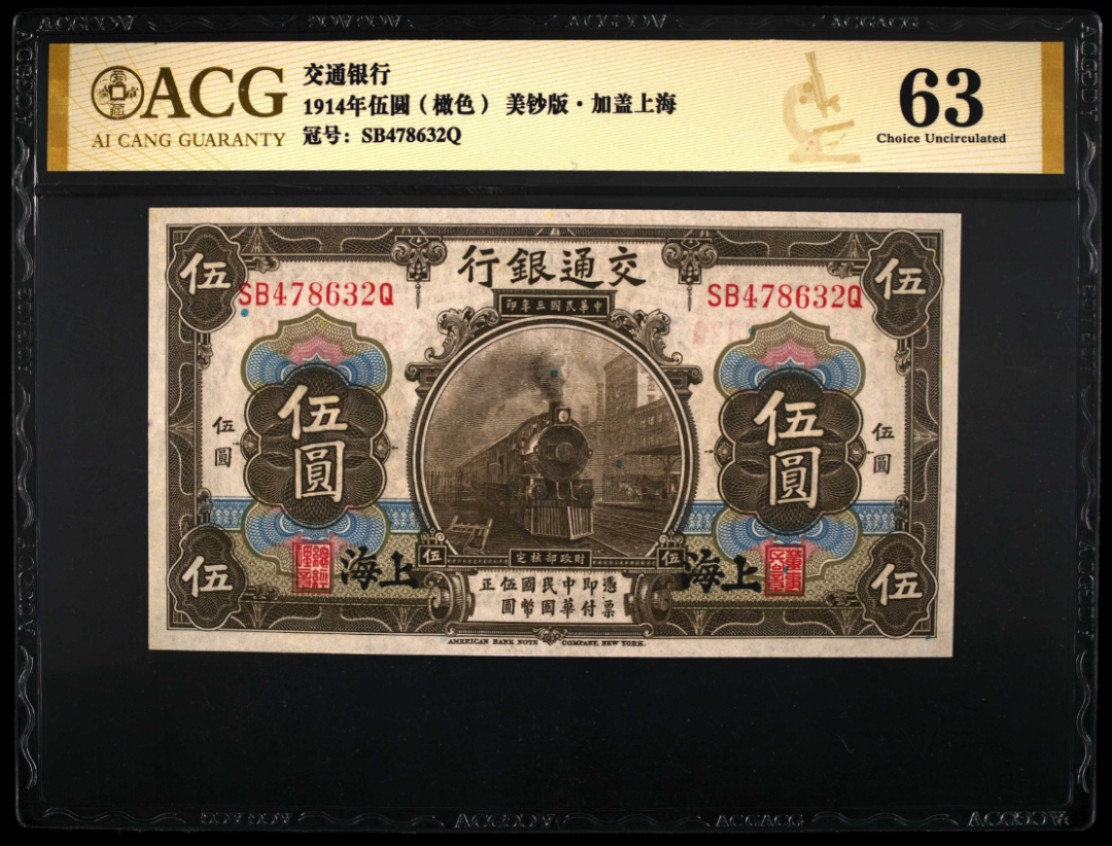 ACG
AI CANG GUARANTY
交通银行
1914年伍圆（橄色） 美钞版·加盖上海
冠号：SB478632Q
63
Choice Uncirculated
行銀通交
印年三國民華中
伍
伍
SB478632Q
SB478632Q
伍圓
伍圓
伍圓
伍圓
伍
伍
定核部政財
海上
海上
正伍國民中即憑
圓幣國華付票
伍
伍
AMERICAN BANK NOTE COMPANY, NEW YORK.